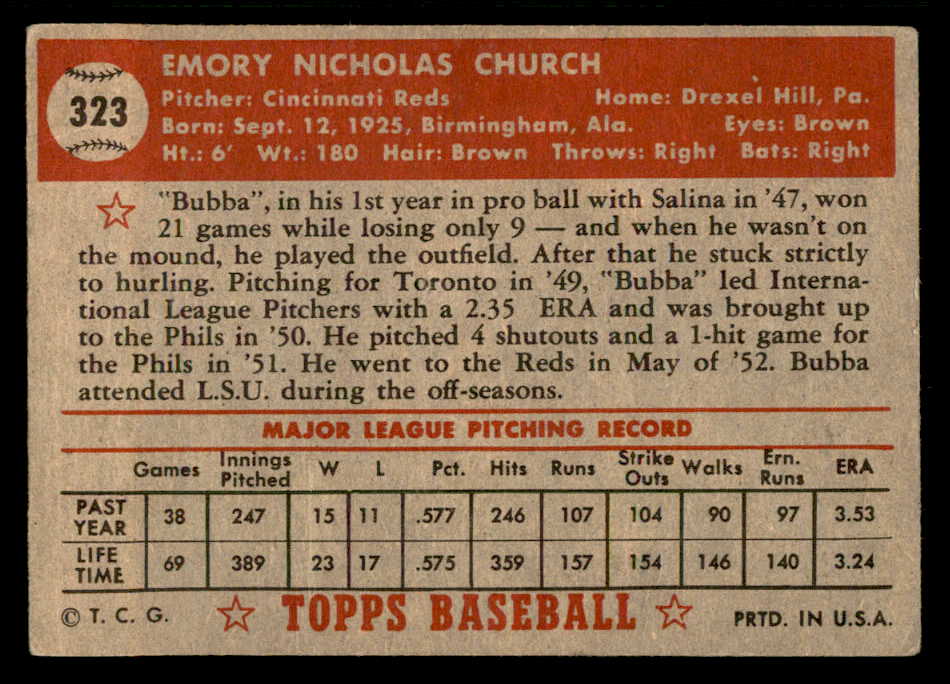 323
EMORY NICHOLAS CHURCH
Pitcher: Cincinnati Reds Home: Drexel Hill, Pa.
Born: Sept. 12, 1925, Birmingham, Ala. Eyes: Brown
Ht.: 6' Wt.: 180 Hair: Brown Throws: Right Bats: Right
"Bubba", in his 1st year in pro ball with Salina in '47, won
21 games while losing only 9 — and when he wasn't on
the mound, he played the outfield. After that he stuck strictly
to hurling. Pitching for Toronto in '49, "Bubba" led Interna-
tional League Pitchers with a 2.35 ERA and was brought up
to the Phils in '50. He pitched 4 shutouts and a 1-hit game for
the Phils in '51. He went to the Reds in May of '52. Bubba
attended L.S.U. during the off-seasons.
MAJOR LEAGUE PITCHING RECORD
Games Innings Pitched W L Pct. Hits Runs Strike Outs Walks Ern. Runs ERA
PAST YEAR 38 247 15 11 .577 246 107 104 90 97 3.53
LIFE TIME 69 389 23 17 .575 359 157 154 146 140 3.24
© T. C. G. TOPPS BASEBALL PRTD. IN U.S.A.